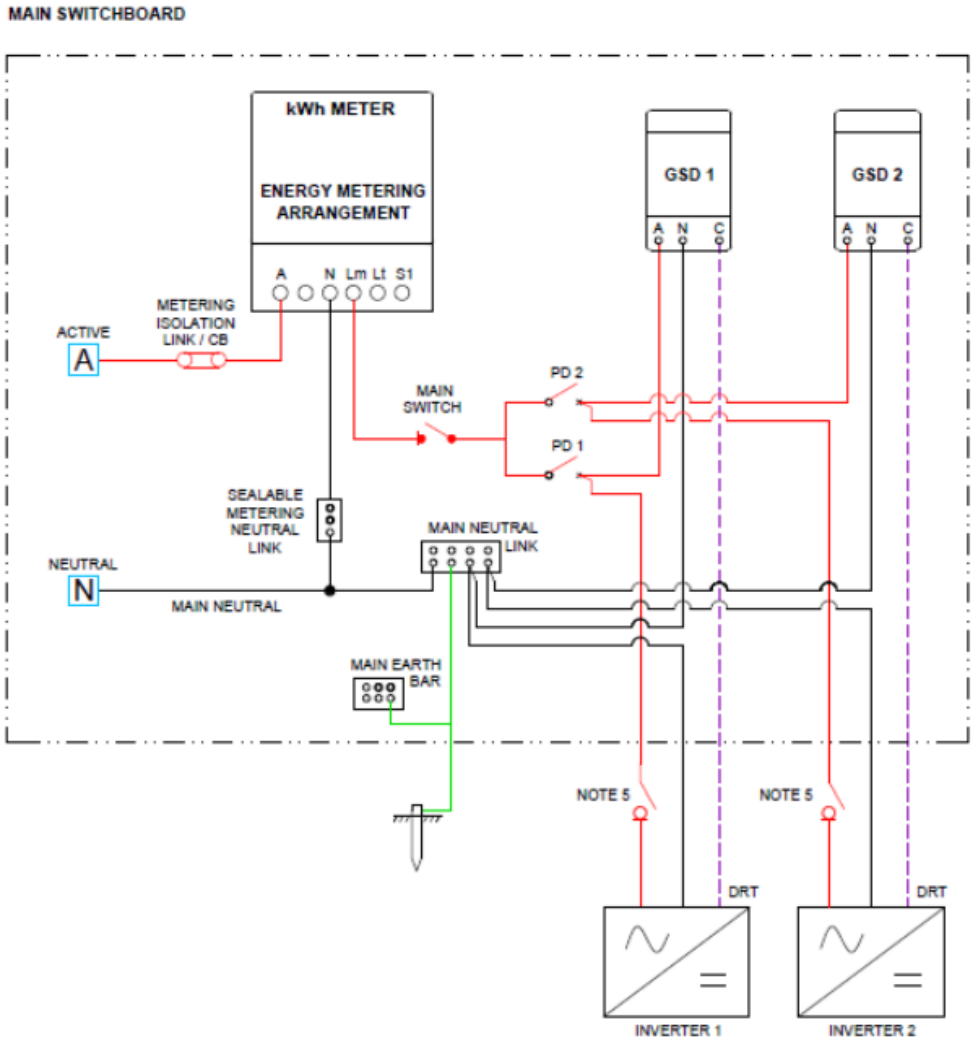 MAIN SWITCHBOARD
kWh METER
ENERGY METERING
ARRANGEMENT
A N Lm Lt S1
GSD 1
A N C
GSD 2
A N C
METERING
ISOLATION
LINK / CB
ACTIVE
A
MAIN
SWITCH
PD 2
PD 1
SEALABLE
METERING
NEUTRAL
LINK
MAIN NEUTRAL
LINK
NEUTRAL
N
MAIN NEUTRAL
MAIN EARTH
BAR
NOTE 5
NOTE 5
DRT
DRT
INVERTER 1
INVERTER 2